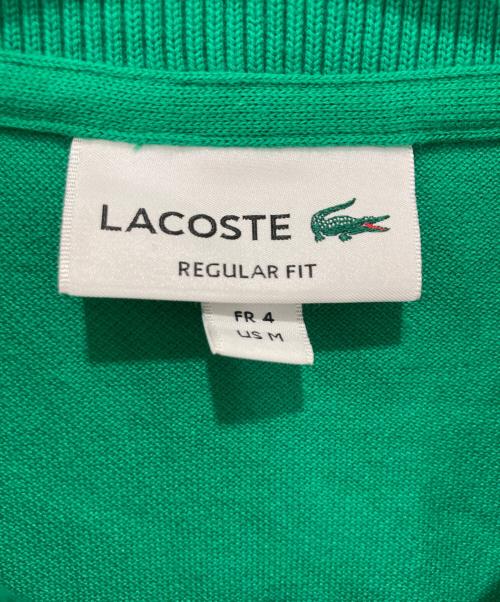 LACOSTE
REGULAR FIT
FR 4
US M